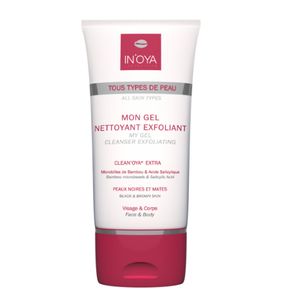 IN'OYA
TOUS TYPES DE PEAU
ALL SKIN TYPES
MON GEL
NETTOYANT EXFOLIANT
MY GEL
CLEANSER EXFOLIATING
CLEAN'OYA® EXTRA
Microbilles de Bambou & Acide Salicylique
Bamboo microbeads & Salicylic Acid
PEAUX NOIRES ET MATES
BLACK & BROWN SKIN
Visage & Corps
Face & Body